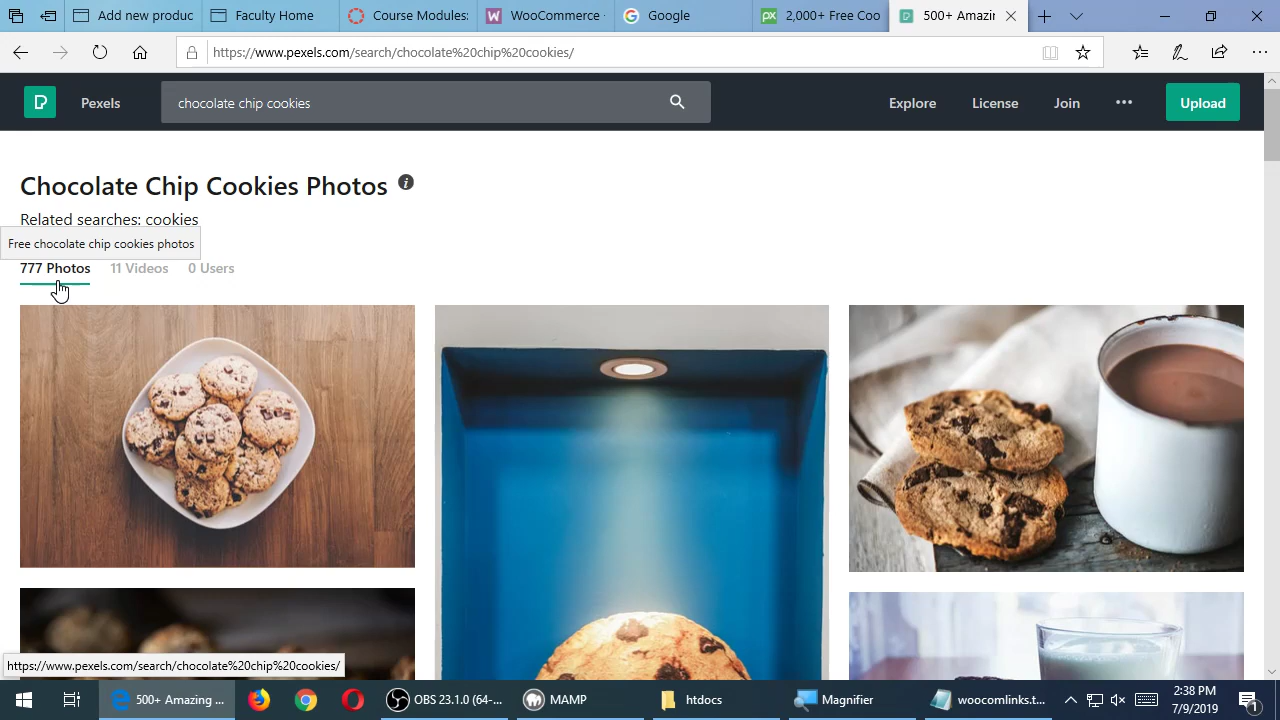 Add new produc
Faculty Home
Course Modules:
WooCommerce
Google
2,000+ Free Coo
500+ Amazin
https://www.pexels.com/search/chocolate%20chip%20cookies/
Pexels
chocolate chip cookies
Explore
License
Join
Upload
Chocolate Chip Cookies Photos
Related searches: cookies
Free chocolate chip cookies photos
777 Photos
11 Videos
0 Users
https://www.pexels.com/search/chocolate%20chip%20cookies/
500+ Amazing ...
OBS 23.1.0 (64-...
MAMP
htdocs
Magnifier
woocomlinks.t...
2:38 PM
7/9/2019
1